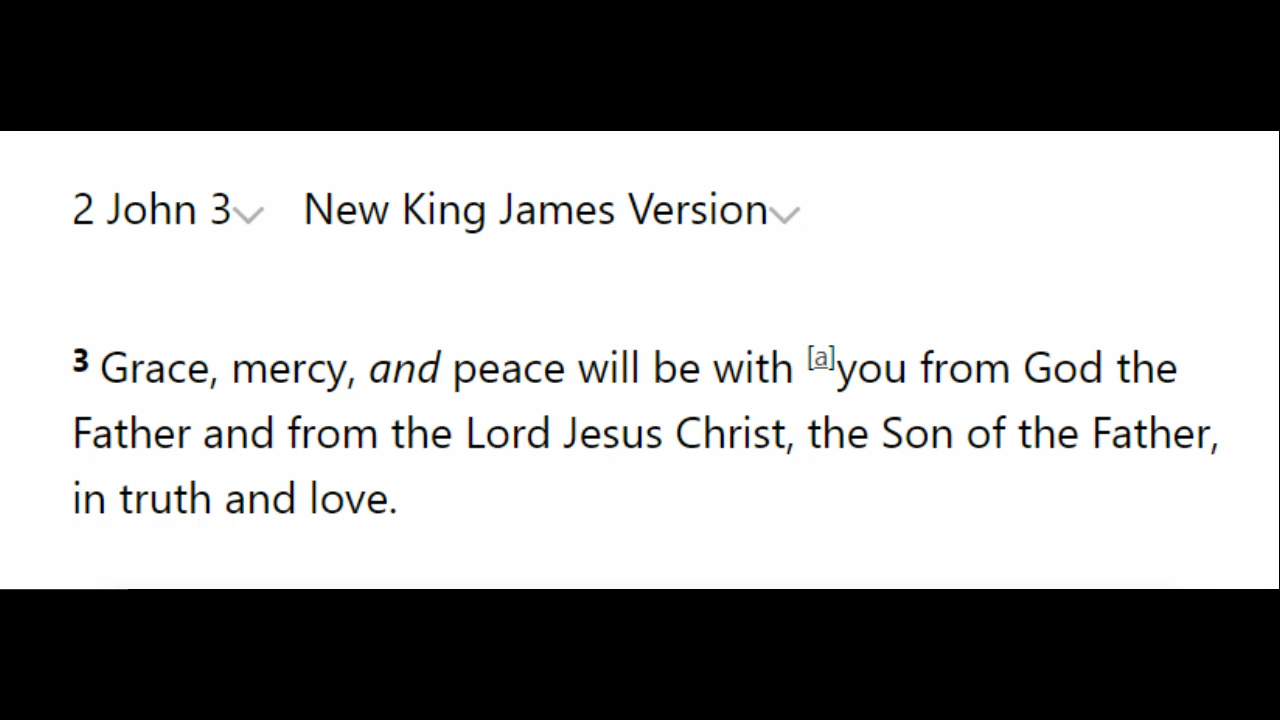 2 John 3 New King James Version
3 Grace, mercy, and peace will be with [a]you from God the
Father and from the Lord Jesus Christ, the Son of the Father,
in truth and love.